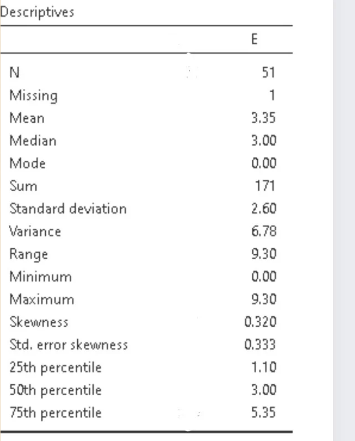 Descriptives
E
N 51
Missing 1
Mean 3.35
Median 3.00
Mode 0.00
Sum 171
Standard deviation 2.60
Variance 6.78
Range 9.30
Minimum 0.00
Maximum 9.30
Skewness 0.320
Std. error skewness 0.333
25th percentile 1.10
50th percentile 3.00
75th percentile 5.35